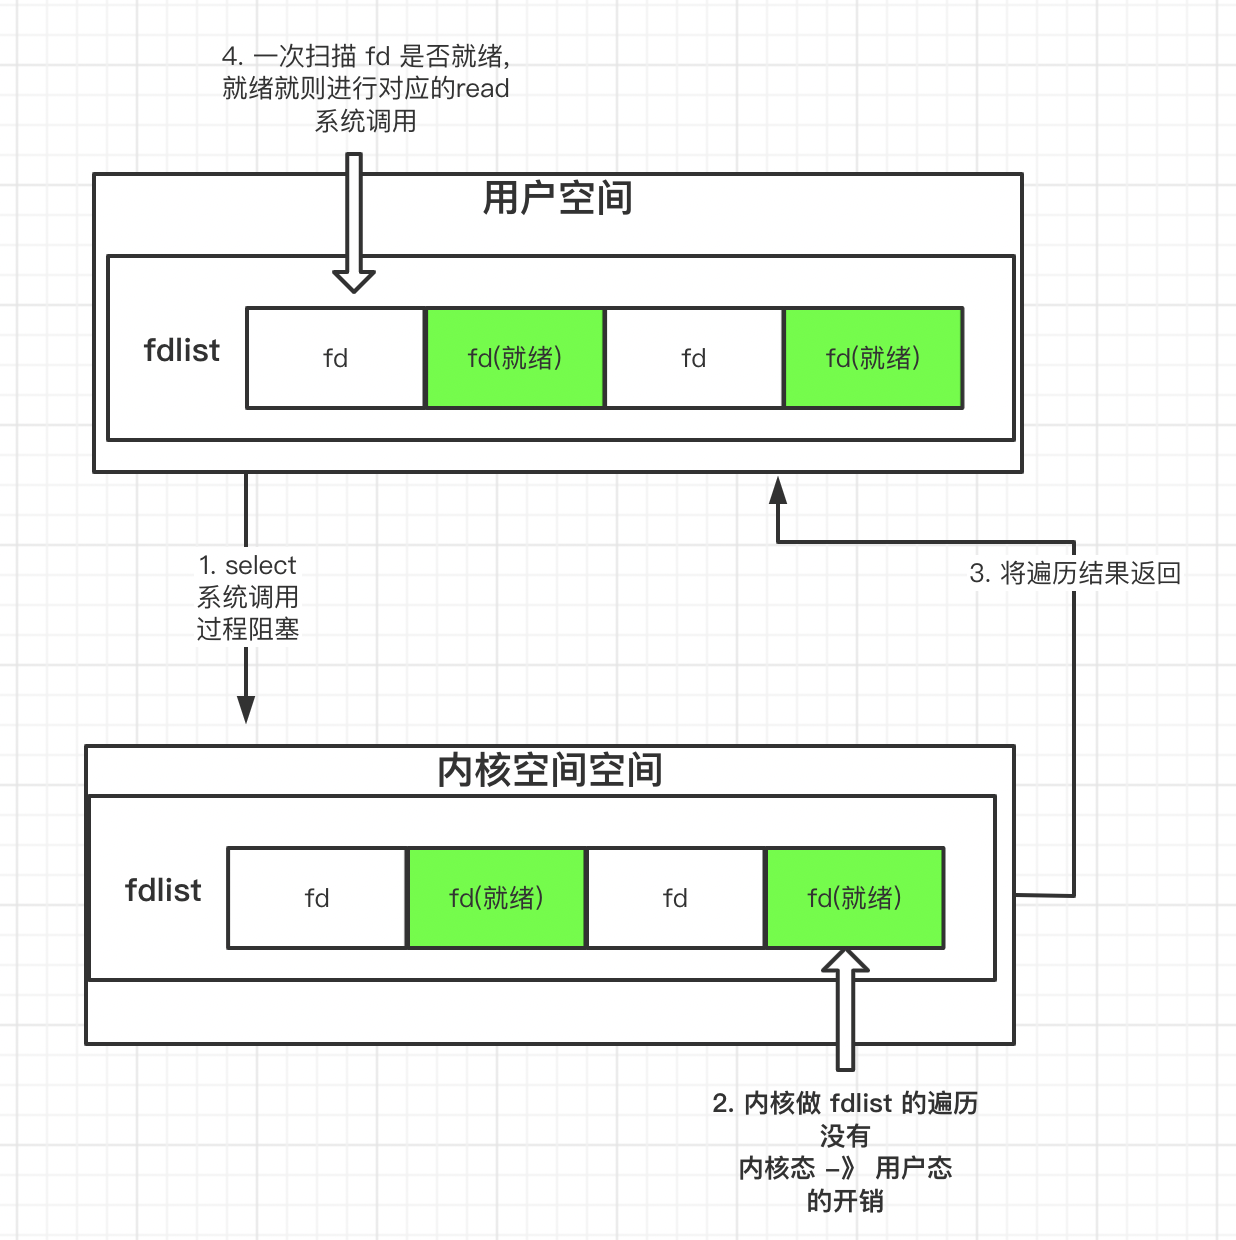 4. 一次扫描 fd 是否就绪,
就绪就则进行对应的read
系统调用
用户空间
fdlist
fd
fd(就绪)
fd
fd(就绪)
1. select
系统调用
过程阻塞
3. 将遍历结果返回
内核空间空间
fdlist
fd
fd(就绪)
fd
fd(就绪)
2. 内核做 fdlist 的遍历
没有
内核态 –》 用户态
的开销